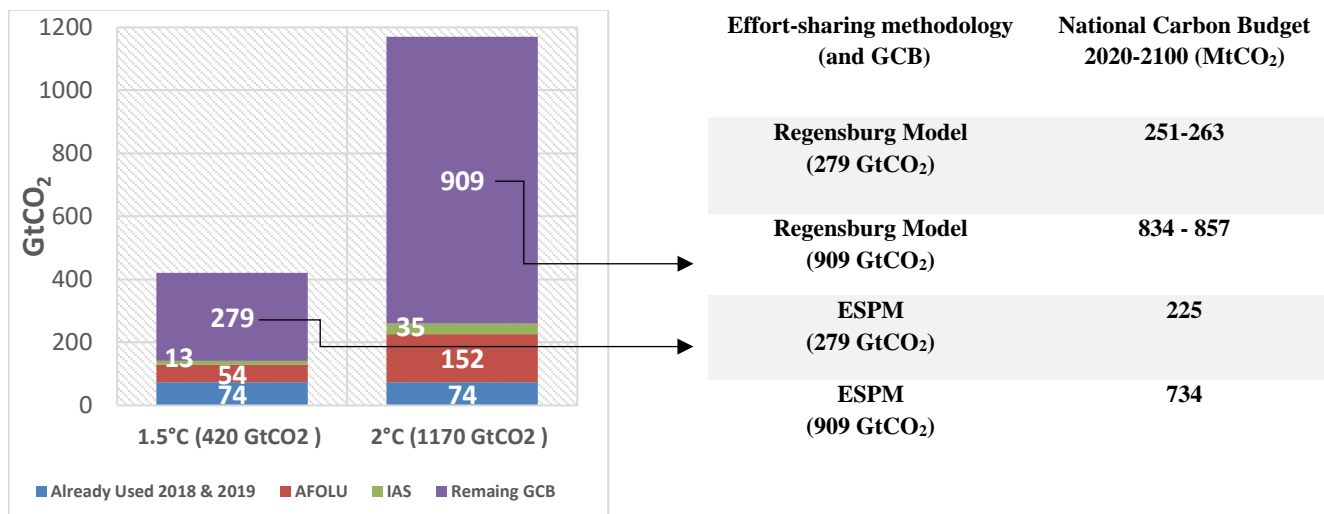 1200
1000
800
600
400
200
0
GtCO₂
279
13
54
74
909
35
152
74
1.5°C (420 GtCO2 )
2°C (1170 GtCO2 )
Already Used 2018 & 2019
AFOLU
IAS
Remaing GCB
Effort-sharing methodology
(and GCB)
National Carbon Budget
2020-2100 (MtCO₂)
Regensburg Model
(279 GtCO₂)
251-263
Regensburg Model
(909 GtCO₂)
834 - 857
ESPM
(279 GtCO₂)
225
ESPM
(909 GtCO₂)
734